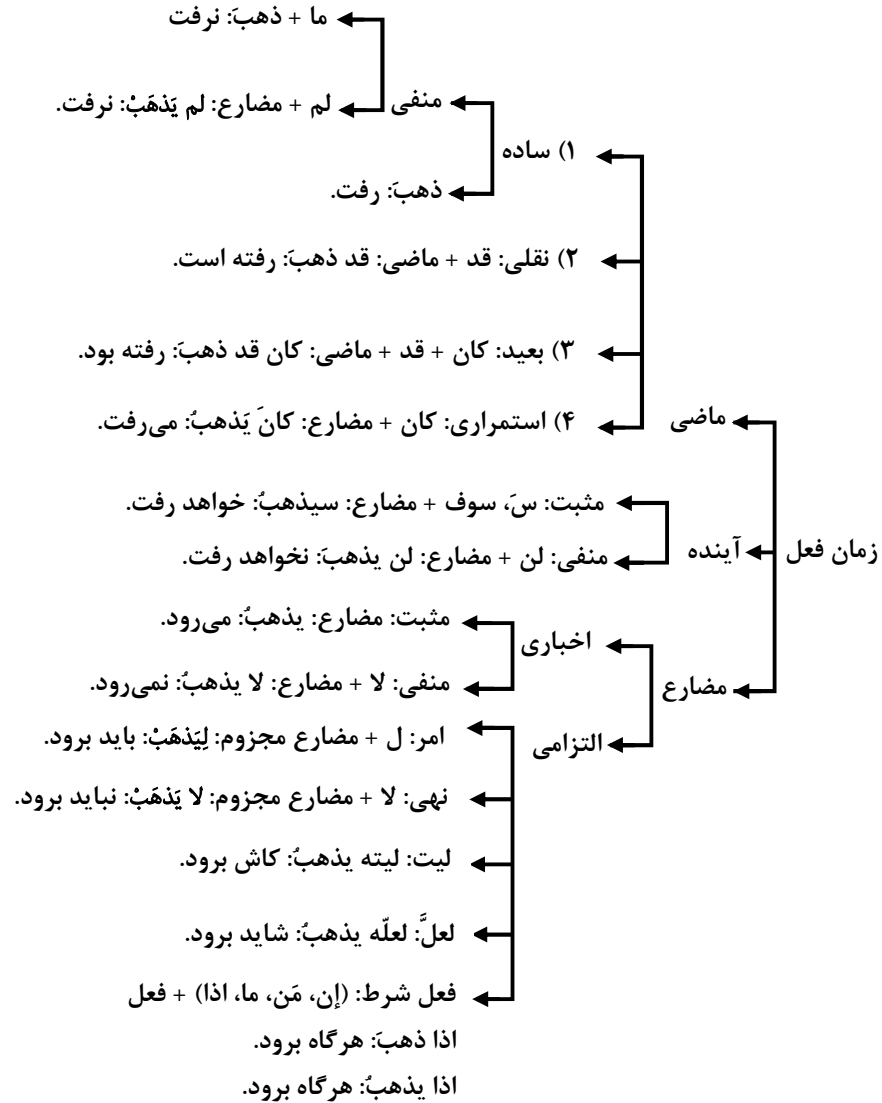 ما + ذهبَ: نرفت
منفی
لم + مضارع: لم یَذهَبْ: نرفت.
۱) ساده
ذهبَ: رفت.
۲) نقلی: قد + ماضی: قد ذهبَ: رفته است.
۳) بعید: کان + قد + ماضی: کان قد ذهبَ: رفته بود.
ماضی
۴) استمراری: کان + مضارع: کانَ یَذهبُ: می‌رفت.
مثبت: سَ، سوف + مضارع: سیذهبُ: خواهد رفت.
زمان فعل
آینده
منفی: لن + مضارع: لن یذهبَ: نخواهد رفت.
مثبت: مضارع: یذهبُ: می‌رود.
اخباری
مضارع
منفی: لا + مضارع: لا یذهبُ: نمی‌رود.
التزامی
امر: ل + مضارع مجزوم: لِیَذهَبْ: باید برود.
نهی: لا + مضارع مجزوم: لا یَذهَبْ: نباید برود.
لیت: لیته یذهبُ: کاش برود.
لعلَّ: لعلّه یذهبُ: شاید برود.
فعل شرط: (إن، مَن، ما، اذا) + فعل
اذا ذهبَ: هرگاه برود.
اذا یذهبُ: هرگاه برود.